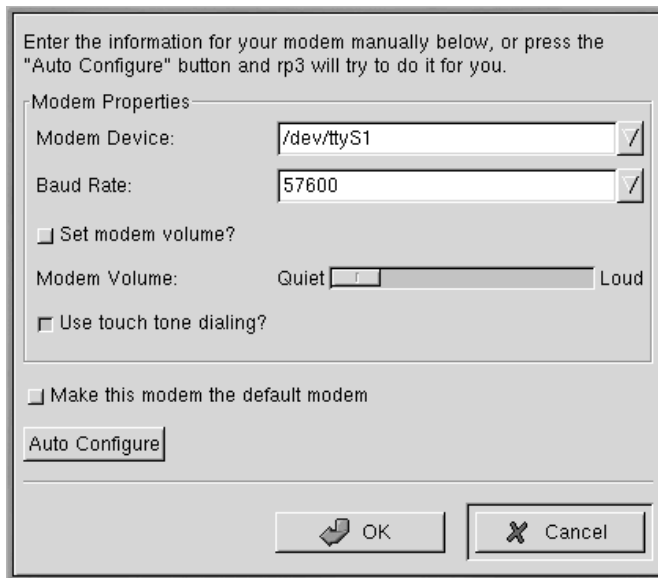 Enter the information for your modem manually below, or press the
"Auto Configure" button and rp3 will try to do it for you.
Modem Properties
Modem Device: /dev/ttyS1
Baud Rate: 57600
Set modem volume?
Modem Volume: Quiet Loud
Use touch tone dialing?
Make this modem the default modem
Auto Configure
OK Cancel